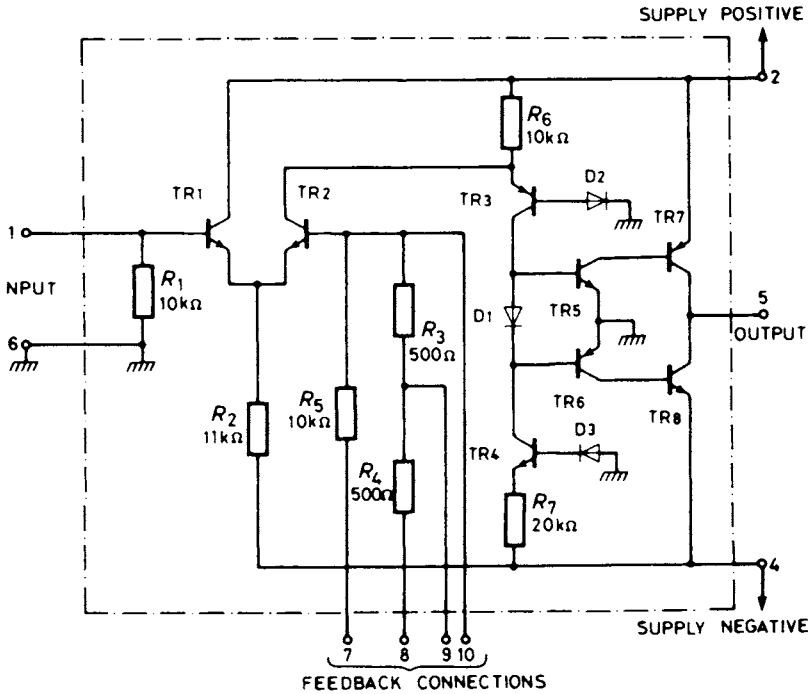 SUPPLY POSITIVE
2
R6
10kΩ
D2
TR1
TR2
TR3
TR7
1
NPUT
R1
10kΩ
R3
500Ω
D1
TR5
5
OUTPUT
6
R2
11kΩ
R5
10kΩ
R4
500Ω
TR6
TR8
TR4
D3
R7
20kΩ
4
SUPPLY NEGATIVE
7 8 9 10
FEEDBACK CONNECTIONS